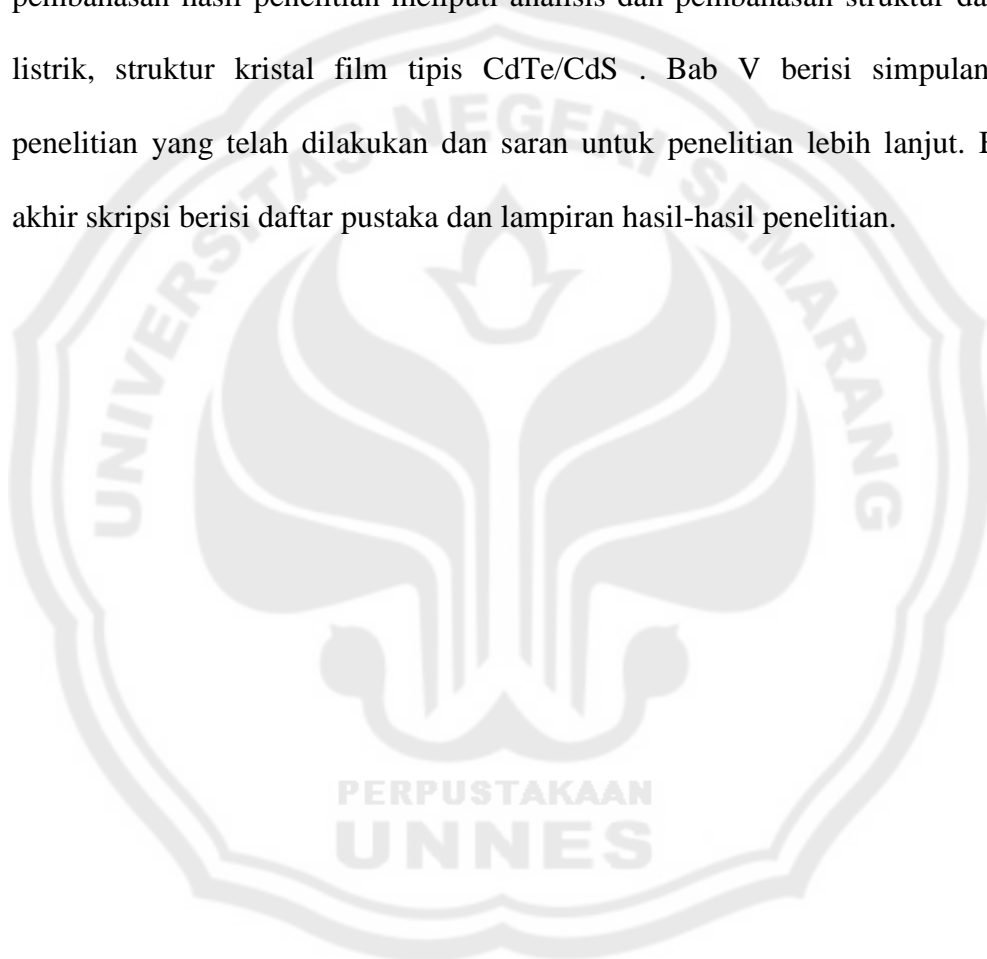 pembahasan hasil penelitian meliputi analisis dan pembahasan struktur
listrik, struktur kristal film tipis CdTe/CdS . Bab V berisi simpulan
penelitian yang telah dilakukan dan saran untuk penelitian lebih lanjut.
akhir skripsi berisi daftar pustaka dan lampiran hasil-hasil penelitian.
UNIVERSITAS NEGERI SEMARANG
PERPUSTAKAAN
UNNES